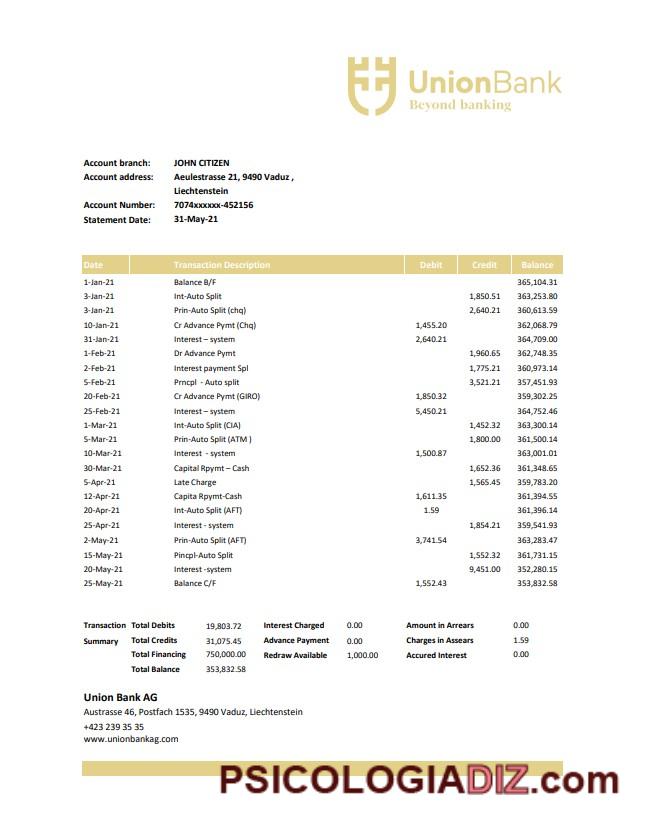 UnionBank
Beyond banking
Account branch: JOHN CITIZEN
Account address: Aeulestrasse 21, 9490 Vaduz ,
Liechtenstein
Account Number: 7074xxxxxx-452156
Statement Date: 31-May-21
Date Transaction Description Debit Credit Balance
1-Jan-21 Balance B/F 365,104.31
3-Jan-21 Int-Auto Split 1,850.51 363,253.80
3-Jan-21 Prin-Auto Split (chq) 2,640.21 360,613.59
10-Jan-21 Cr Advance Pymt (Chq) 1,455.20 362,068.79
31-Jan-21 Interest – system 2,640.21 364,709.00
1-Feb-21 Dr Advance Pymt 1,960.65 362,748.35
2-Feb-21 Interest payment Spl 1,775.21 360,973.14
5-Feb-21 Prncpl - Auto split 3,521.21 357,451.93
20-Feb-21 Cr Advance Pymt (GIRO) 1,850.32 359,302.25
25-Feb-21 Interest – system 5,450.21 364,752.46
1-Mar-21 Int-Auto Split (CIA) 1,452.32 363,300.14
5-Mar-21 Prin-Auto Split (ATM ) 1,800.00 361,500.14
10-Mar-21 Interest - system 1,500.87 363,001.01
30-Mar-21 Capital Rpymt – Cash 1,652.36 361,348.65
5-Apr-21 Late Charge 1,565.45 359,783.20
12-Apr-21 Capita Rpymt-Cash 1,611.35 361,394.55
20-Apr-21 Int-Auto Split (AFT) 1.59 361,396.14
25-Apr-21 Interest - system 1,854.21 359,541.93
2-May-21 Prin-Auto Split (AFT) 3,741.54 363,283.47
15-May-21 Pincpl-Auto Split 1,552.32 361,731.15
20-May-21 Interest -system 9,451.00 352,280.15
25-May-21 Balance C/F 1,552.43 353,832.58
Transaction Total Debits 19,803.72 Interest Charged 0.00 Amount in Arrears 0.00
Summary Total Credits 31,075.45 Advance Payment 0.00 Charges in Assears 1.59
Total Financing 750,000.00 Redraw Available 1,000.00 Accured Interest 0.00
Total Balance 353,832.58
Union Bank AG
Austrasse 46, Postfach 1535, 9490 Vaduz, Liechtenstein
+423 239 35 35
www.unionbankag.com
PSICOLOGIADIZ.com